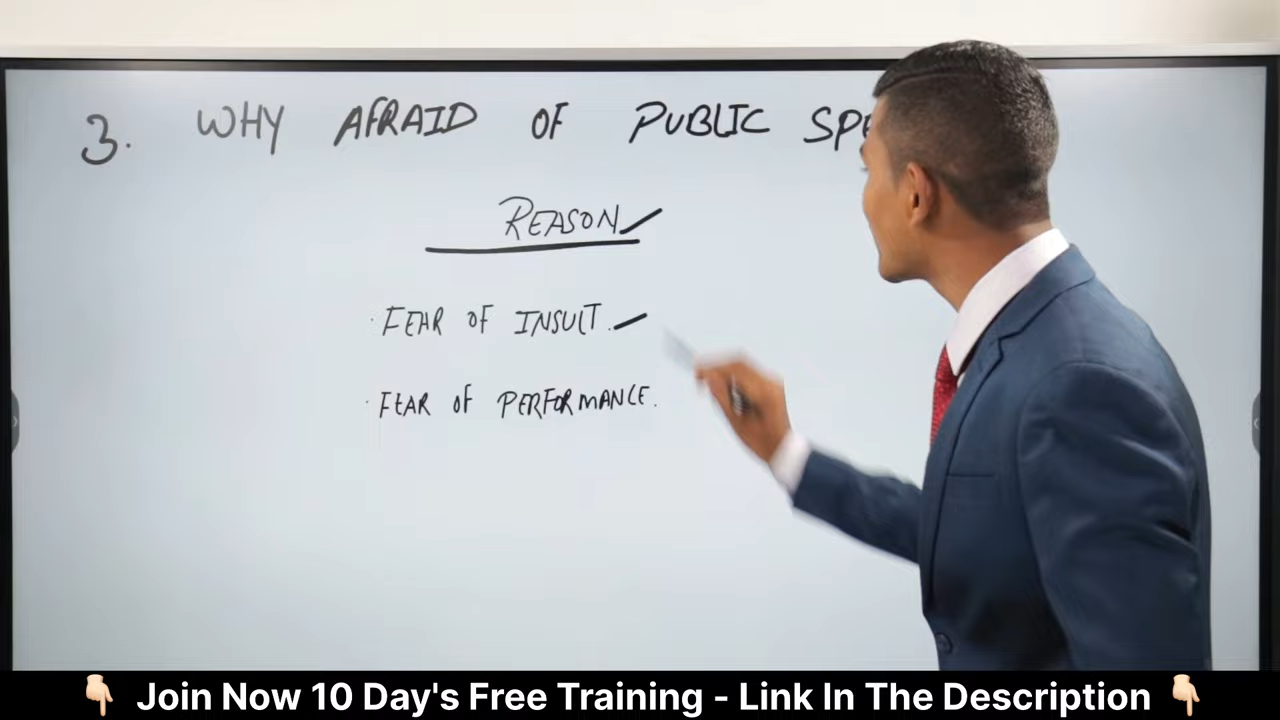 3. WHY AFRAID OF PUBLIC
REASON
· FEAR OF INSULT.
· FEAR OF PERFORMANCE.
👇🏻 Join Now 10 Day's Free Training - Link In The Description 👇🏻